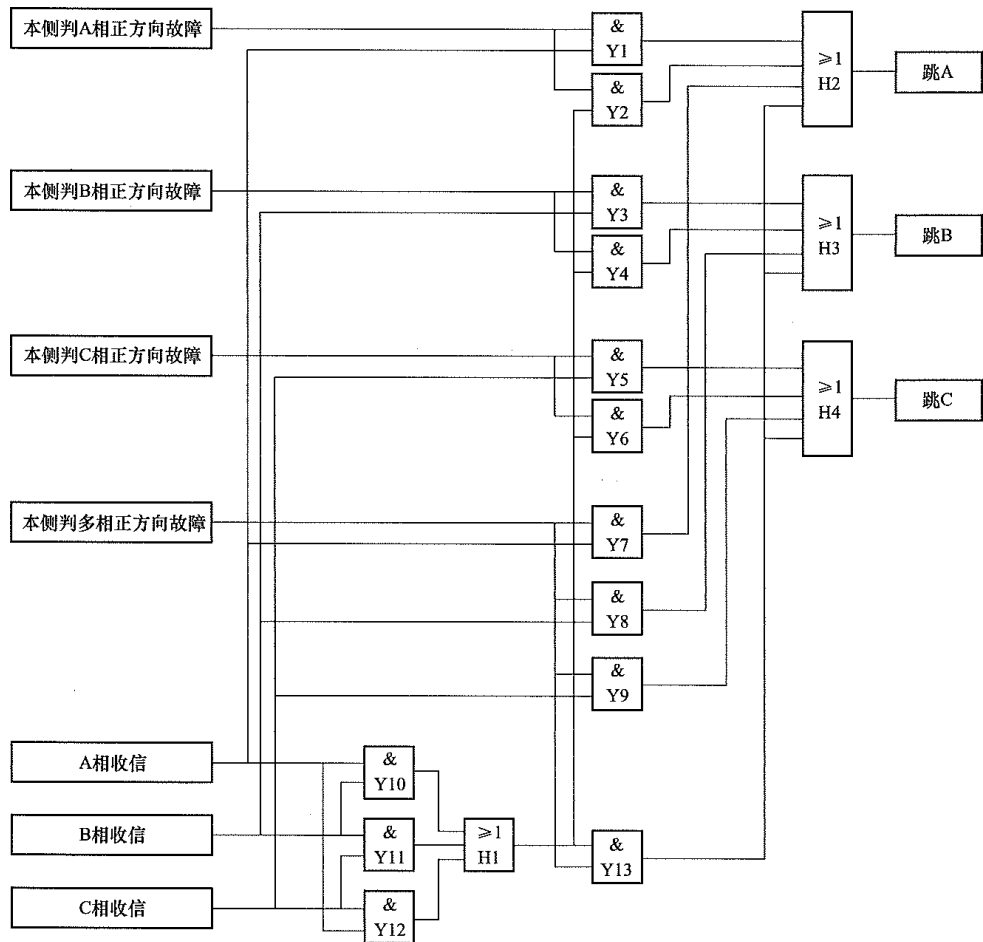 本侧判A相正方向故障
&
Y1
≥1
H2
跳A
&
Y2
本侧判B相正方向故障
&
Y3
≥1
H3
跳B
&
Y4
本侧判C相正方向故障
&
Y5
≥1
H4
跳C
&
Y6
本侧判多相正方向故障
&
Y7
&
Y8
&
Y9
A相收信
&
Y10
B相收信
&
Y11
≥1
H1
&
Y13
C相收信
&
Y12